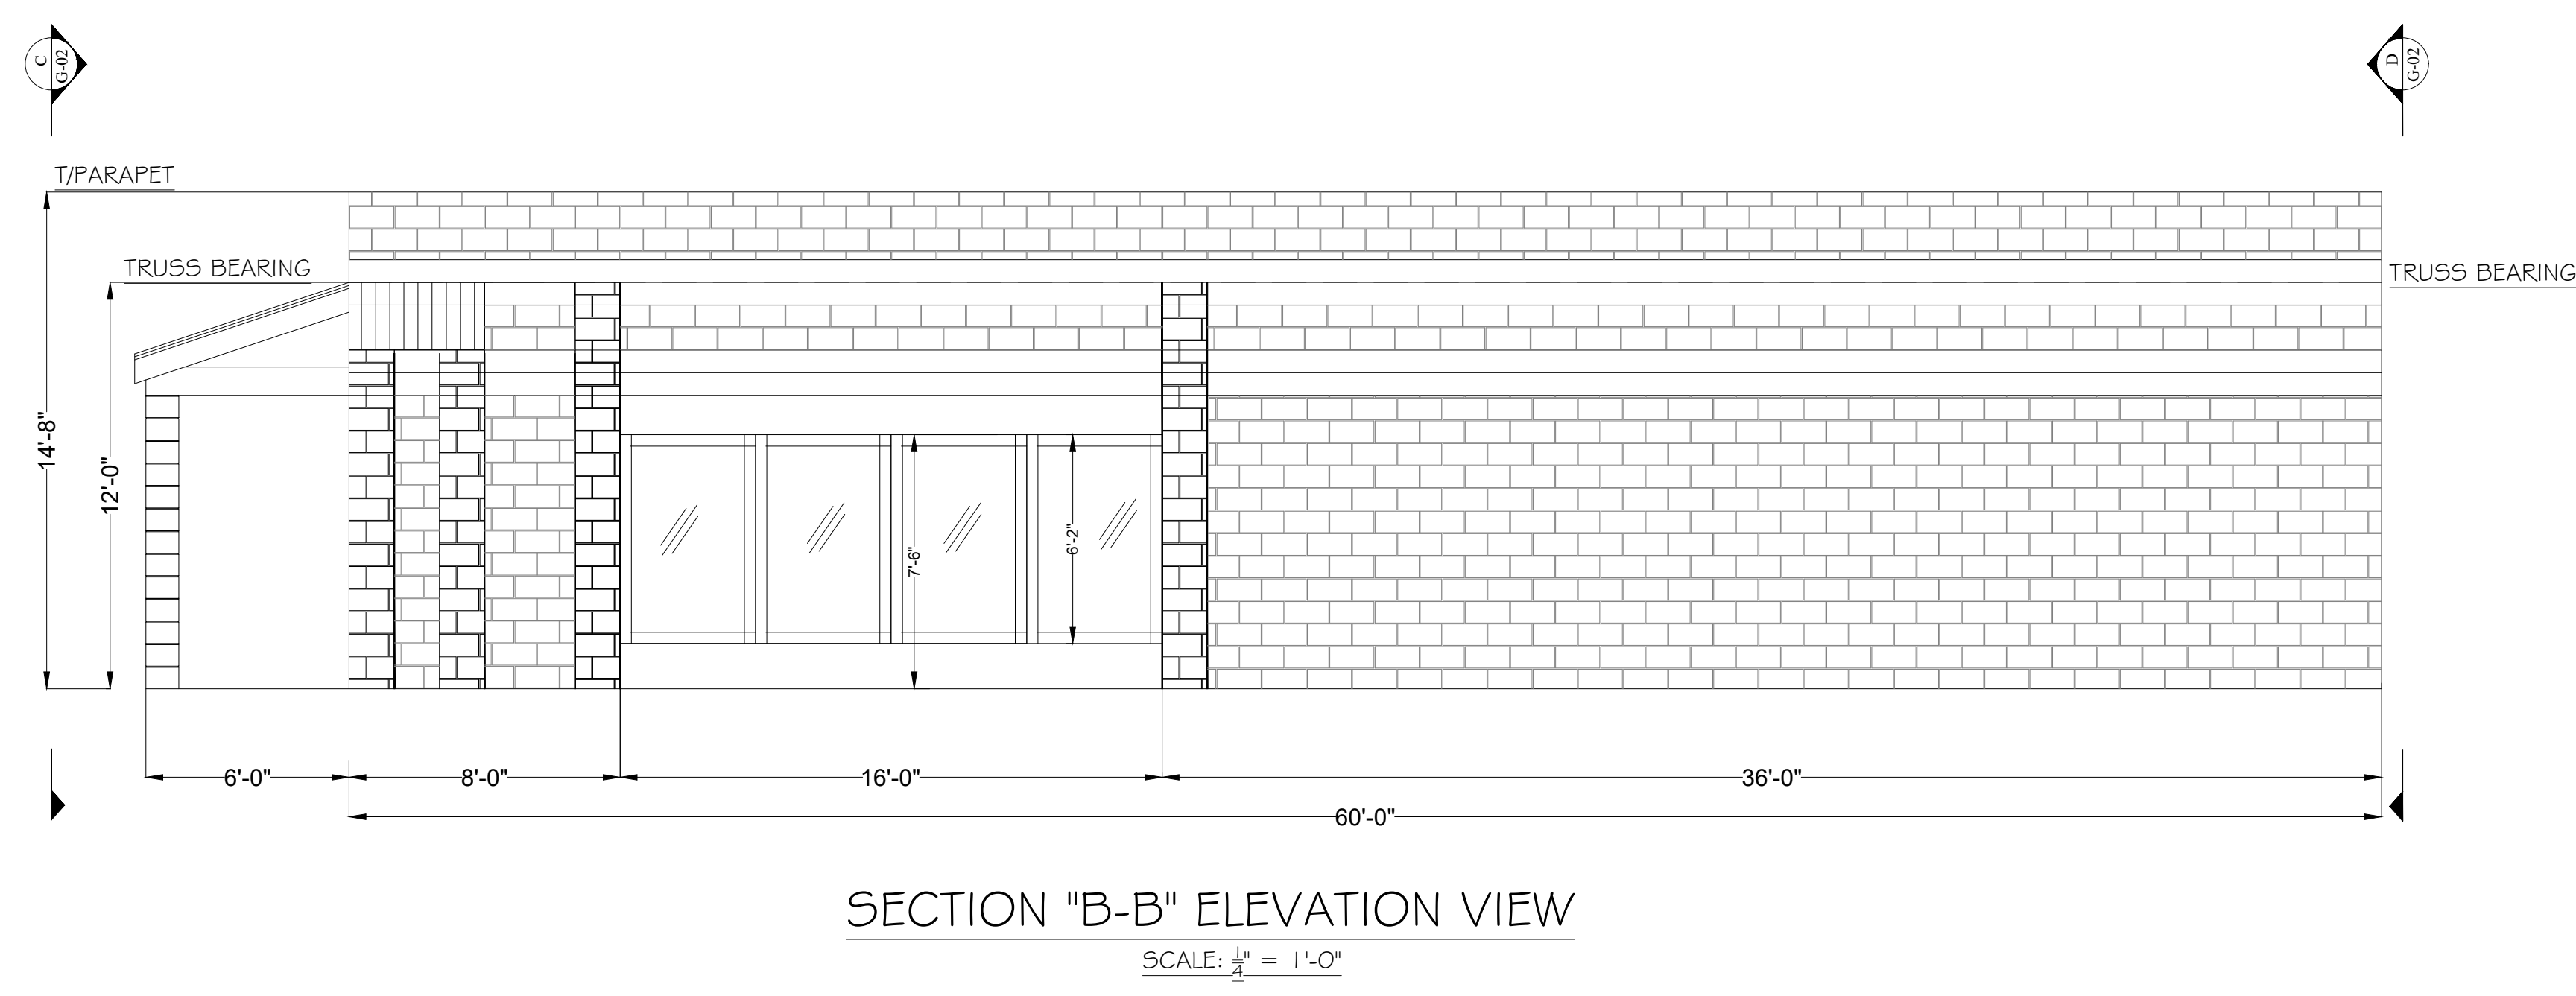 C
G-02
D
G-02
T/PARAPET
TRUSS BEARING
TRUSS BEARING
14'-8"
12'-0"
7'-6"
6'-2"
6'-0"
8'-0"
16'-0"
36'-0"
60'-0"
SECTION "B-B" ELEVATION VIEW
SCALE: 1/4" = 1'-0"